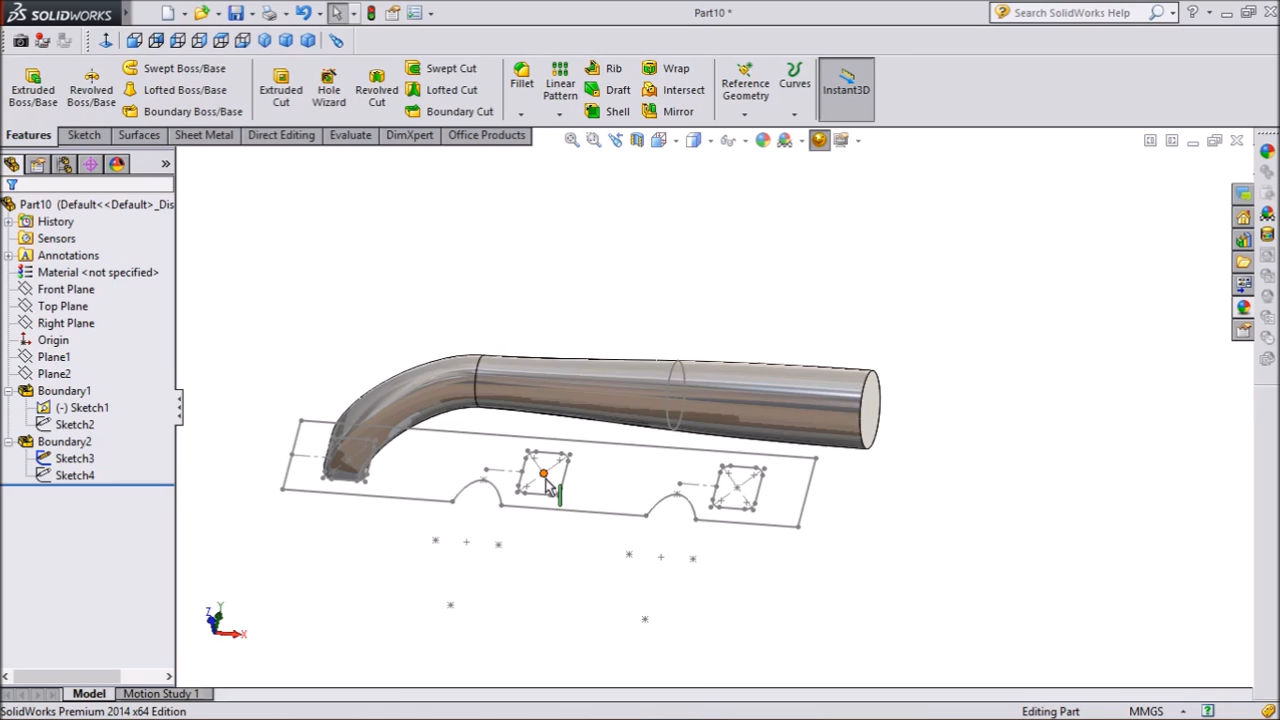 SOLIDWORKS
Part10 *
Search SolidWorks Help
Extruded Boss/Base
Revolved Boss/Base
Swept Boss/Base
Lofted Boss/Base
Boundary Boss/Base
Extruded Cut
Hole Wizard
Revolved Cut
Swept Cut
Lofted Cut
Boundary Cut
Fillet
Linear Pattern
Rib
Draft
Shell
Wrap
Intersect
Mirror
Reference Geometry
Curves
Instant3D
Features Sketch Surfaces Sheet Metal Direct Editing Evaluate DimXpert Office Products
Part10 (Default<<Default>_Dis
History
Sensors
Annotations
Material <not specified>
Front Plane
Top Plane
Right Plane
Origin
Plane1
Plane2
Boundary1
(-) Sketch1
Sketch2
Boundary2
Sketch3
Sketch4
Z Y
X
Model Motion Study 1
SolidWorks Premium 2014 x64 Edition Editing Part MMGS